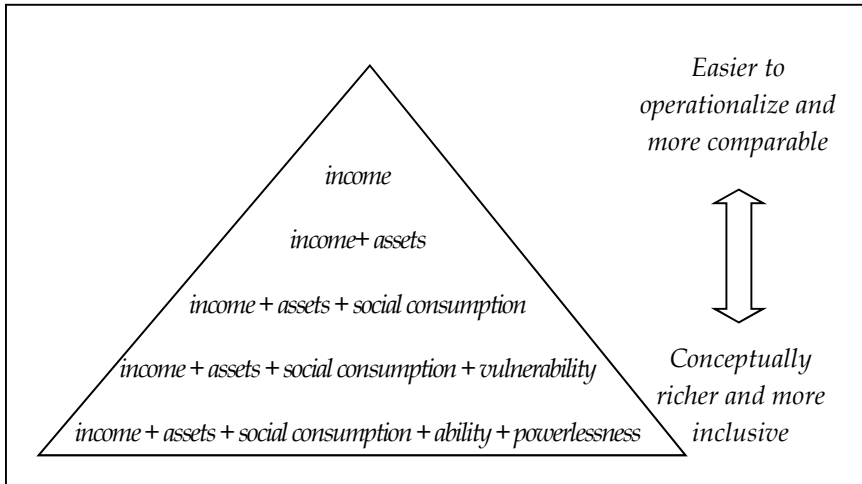 Easier to
operationalize and
more comparable
income
income+ assets
income + assets + social consumption
income + assets + social consumption + vulnerability
income + assets + social consumption + ability + powerlessness
Conceptually
richer and more
inclusive